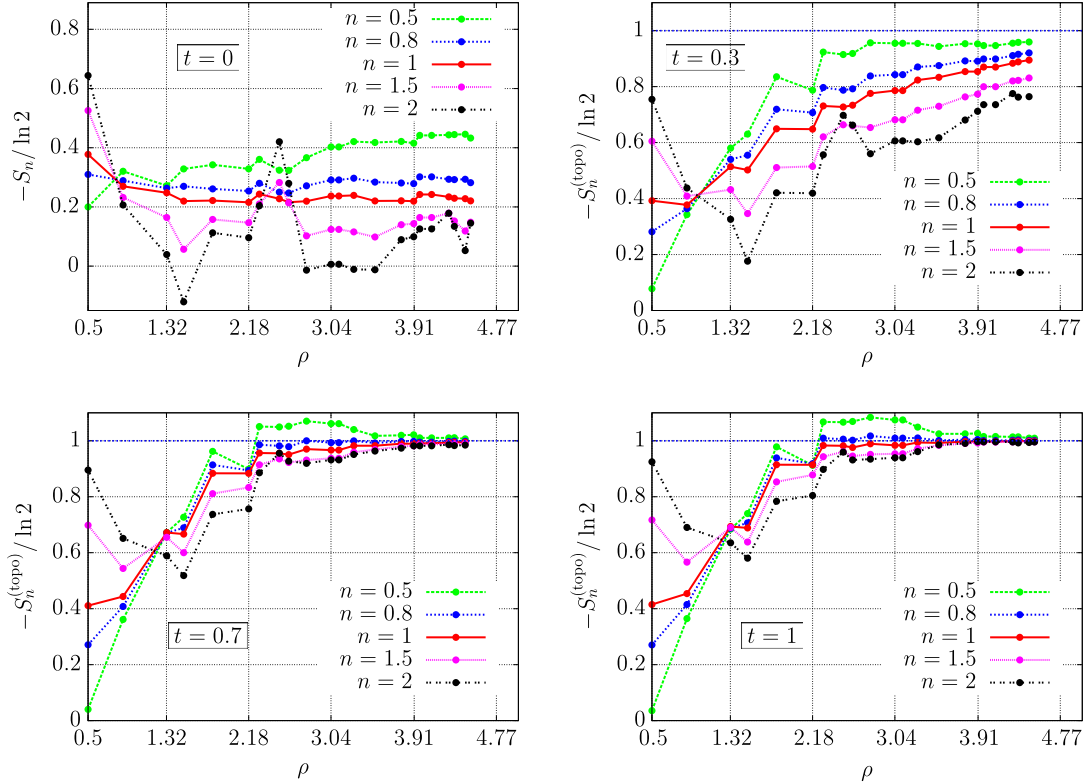 0.8
0.6
0.4
0.2
0
−S_n/ ln 2
t = 0
n = 0.5
n = 0.8
n = 1
n = 1.5
n = 2
0.5 1.32 2.18 3.04 3.91 4.77
ρ
1
0.8
0.6
0.4
0.2
0
−S_n^(topo)/ ln 2
t = 0.3
n = 0.5
n = 0.8
n = 1
n = 1.5
n = 2
0.5 1.32 2.18 3.04 3.91 4.77
ρ
1
0.8
0.6
0.4
0.2
0
−S_n^(topo)/ ln 2
t = 0.7
n = 0.5
n = 0.8
n = 1
n = 1.5
n = 2
0.5 1.32 2.18 3.04 3.91 4.77
ρ
1
0.8
0.6
0.4
0.2
0
−S_n^(topo)/ ln 2
t = 1
n = 0.5
n = 0.8
n = 1
n = 1.5
n = 2
0.5 1.32 2.18 3.04 3.91 4.77
ρ